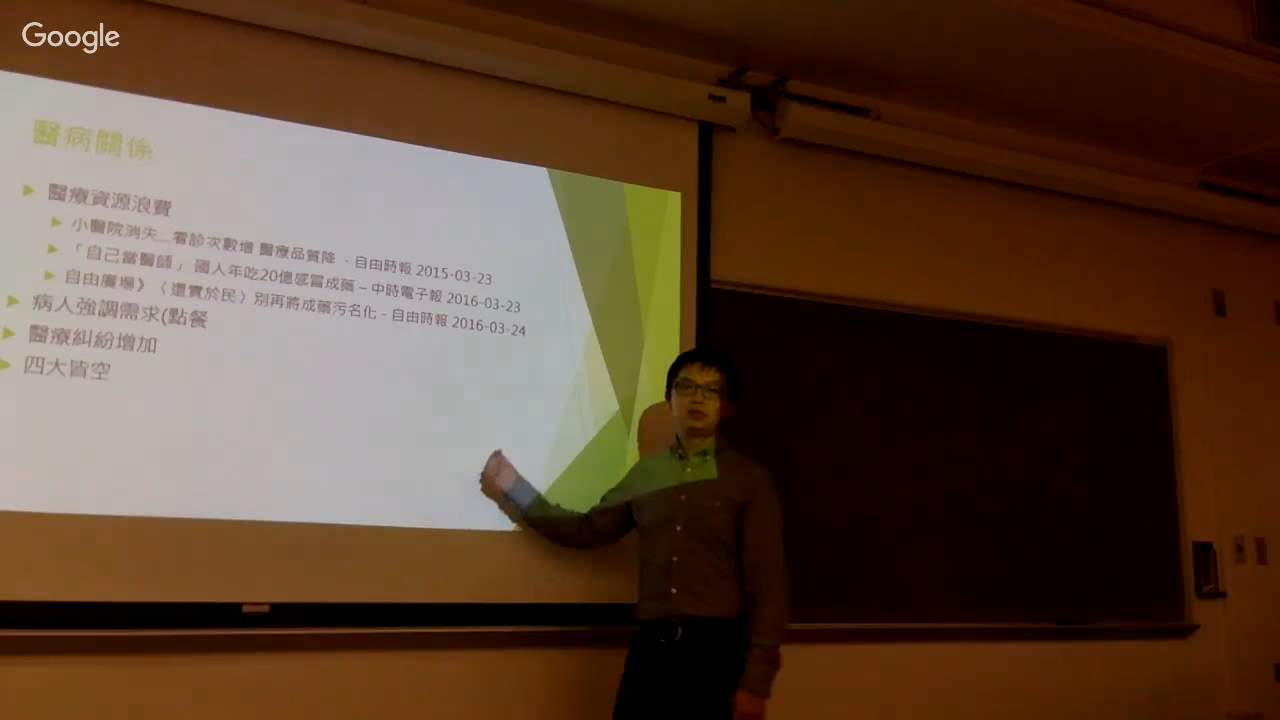 Google
醫病關係
醫療資源浪費
小醫院消失...看診次數增 醫療品質降 - 自由時報 2015-03-23
「自己當醫師」 國人年吃20億感冒成藥 – 中時電子報 2016-03-23
自由廣場》〈還實於民〉別再將成藥污名化 - 自由時報 2016-03-24
病人強調需求(點餐
醫療糾紛增加
四大皆空